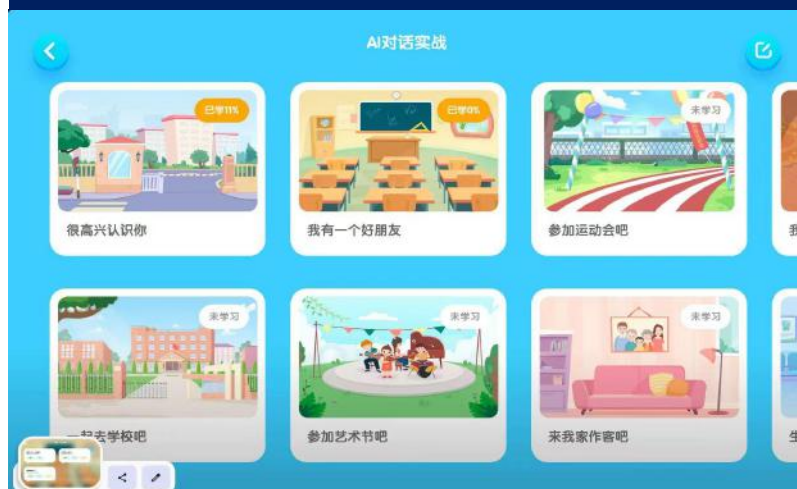 AI对话实战
已学11%
已学0%
未学习
很高兴认识你
我有一个好朋友
参加运动会吧
未学习
未学习
未学习
一起去学校吧
参加艺术节吧
来我家作客吧